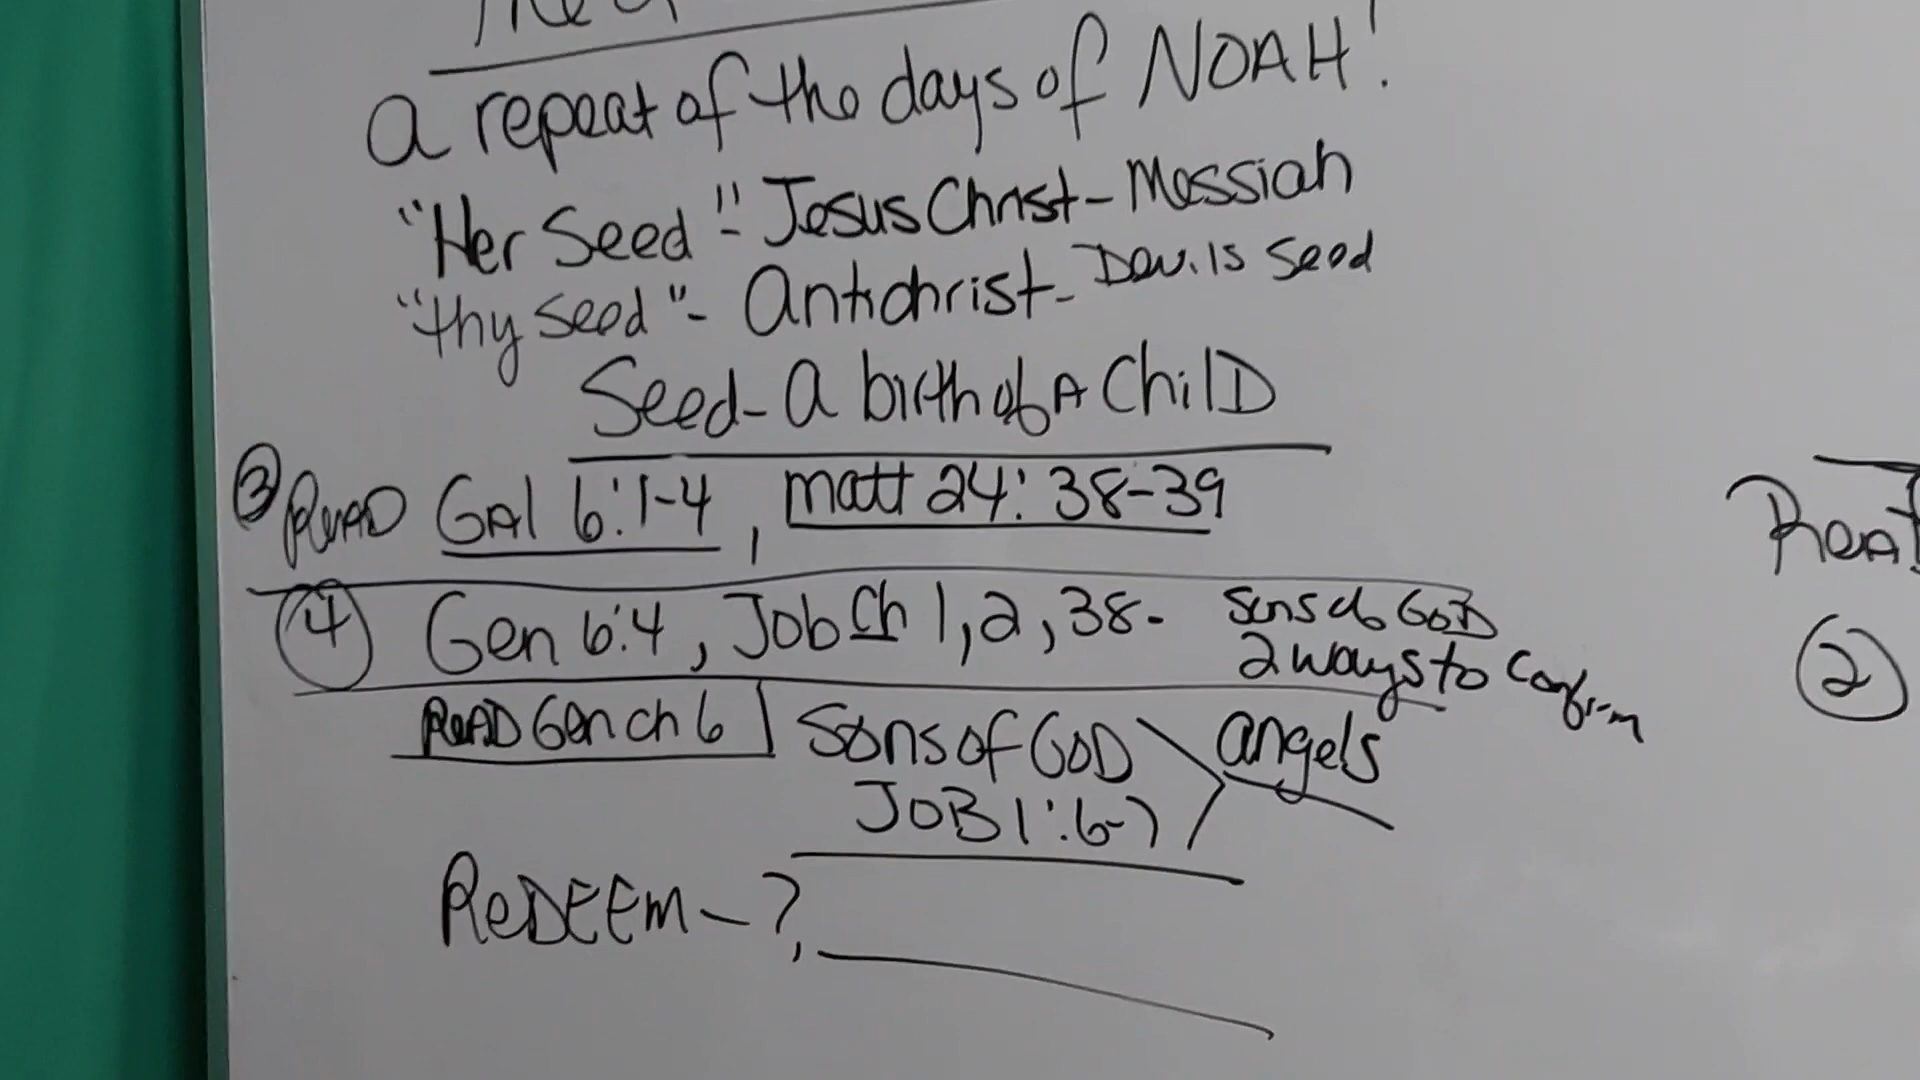 a repeat of the days of NOAH!
"Her Seed" - Jesus Christ - Messiah
"thy seed" - Antichrist - Devils seed
Seed - a birth of A ChilD
③ READ GAl 6:1-4, matt 24:38-39
④ Gen 6:4, Job Ch 1,2,38- Sons of GOD
2 ways to Confirm
READ Gen ch 6 Sons of GOD angels
JOB 1:6-7
ReDEEm - ?
②